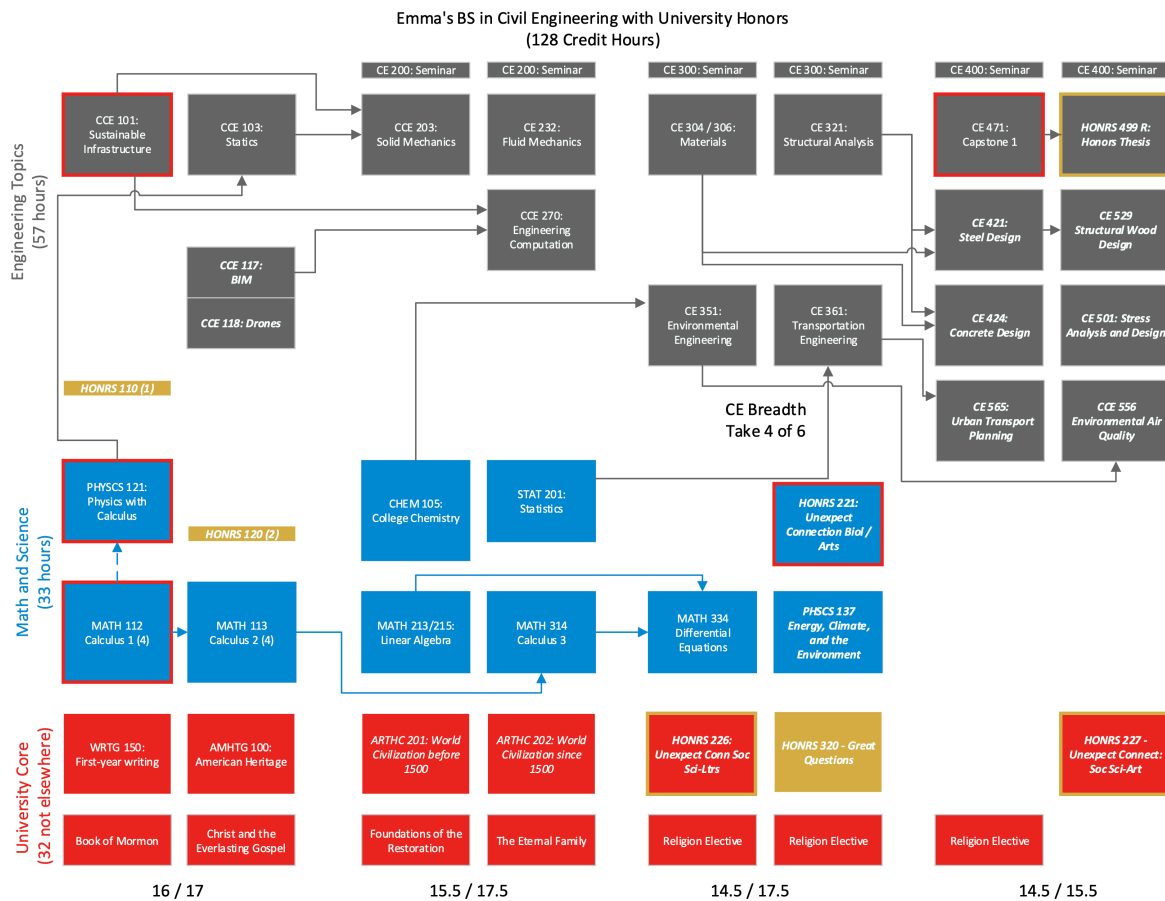 Emma's BS in Civil Engineering with University Honors
(128 Credit Hours)
CE 200: Seminar
CE 200: Seminar
CE 300: Seminar
CE 300: Seminar
CE 400: Seminar
CE 400: Seminar
Engineering Topics
(57 hours)
CCE 101:
Sustainable
Infrastructure
CCE 103:
Statics
CCE 203:
Solid Mechanics
CE 232:
Fluid Mechanics
CE 304 / 306:
Materials
CE 321:
Structural Analysis
CE 471:
Capstone 1
HONRS 499 R:
Honors Thesis
CCE 270:
Engineering
Computation
CE 421:
Steel Design
CE 529
Structural Wood
Design
CCE 117:
BIM
CCE 118: Drones
CE 351:
Environmental
Engineering
CE 361:
Transportation
Engineering
CE 424:
Concrete Design
CE 501: Stress
Analysis and Design
HONRS 110 (1)
CE Breadth
Take 4 of 6
CE 565:
Urban Transport
Planning
CCE 556
Environmental Air
Quality
Math and Science
(33 hours)
PHYSCS 121:
Physics with
Calculus
HONRS 120 (2)
CHEM 105:
College Chemistry
STAT 201:
Statistics
HONRS 221:
Unexpect
Connection Biol /
Arts
MATH 112
Calculus 1 (4)
MATH 113
Calculus 2 (4)
MATH 213/215:
Linear Algebra
MATH 314
Calculus 3
MATH 334
Differential
Equations
PHSCS 137
Energy, Climate,
and the
Environment
University Core
(32 not elsewhere)
WRTG 150:
First-year writing
AMHTG 100:
American Heritage
ARTHC 201: World
Civilization before
1500
ARTHC 202: World
Civilization since
1500
HONRS 226:
Unexpect Conn Soc
Sci-Ltrs
HONRS 320 - Great
Questions
HONRS 227 -
Unexpect Connect:
Soc Sci-Art
Book of Mormon
Christ and the
Everlasting Gospel
Foundations of the
Restoration
The Eternal Family
Religion Elective
Religion Elective
Religion Elective
16 / 17
15.5 / 17.5
14.5 / 17.5
14.5 / 15.5